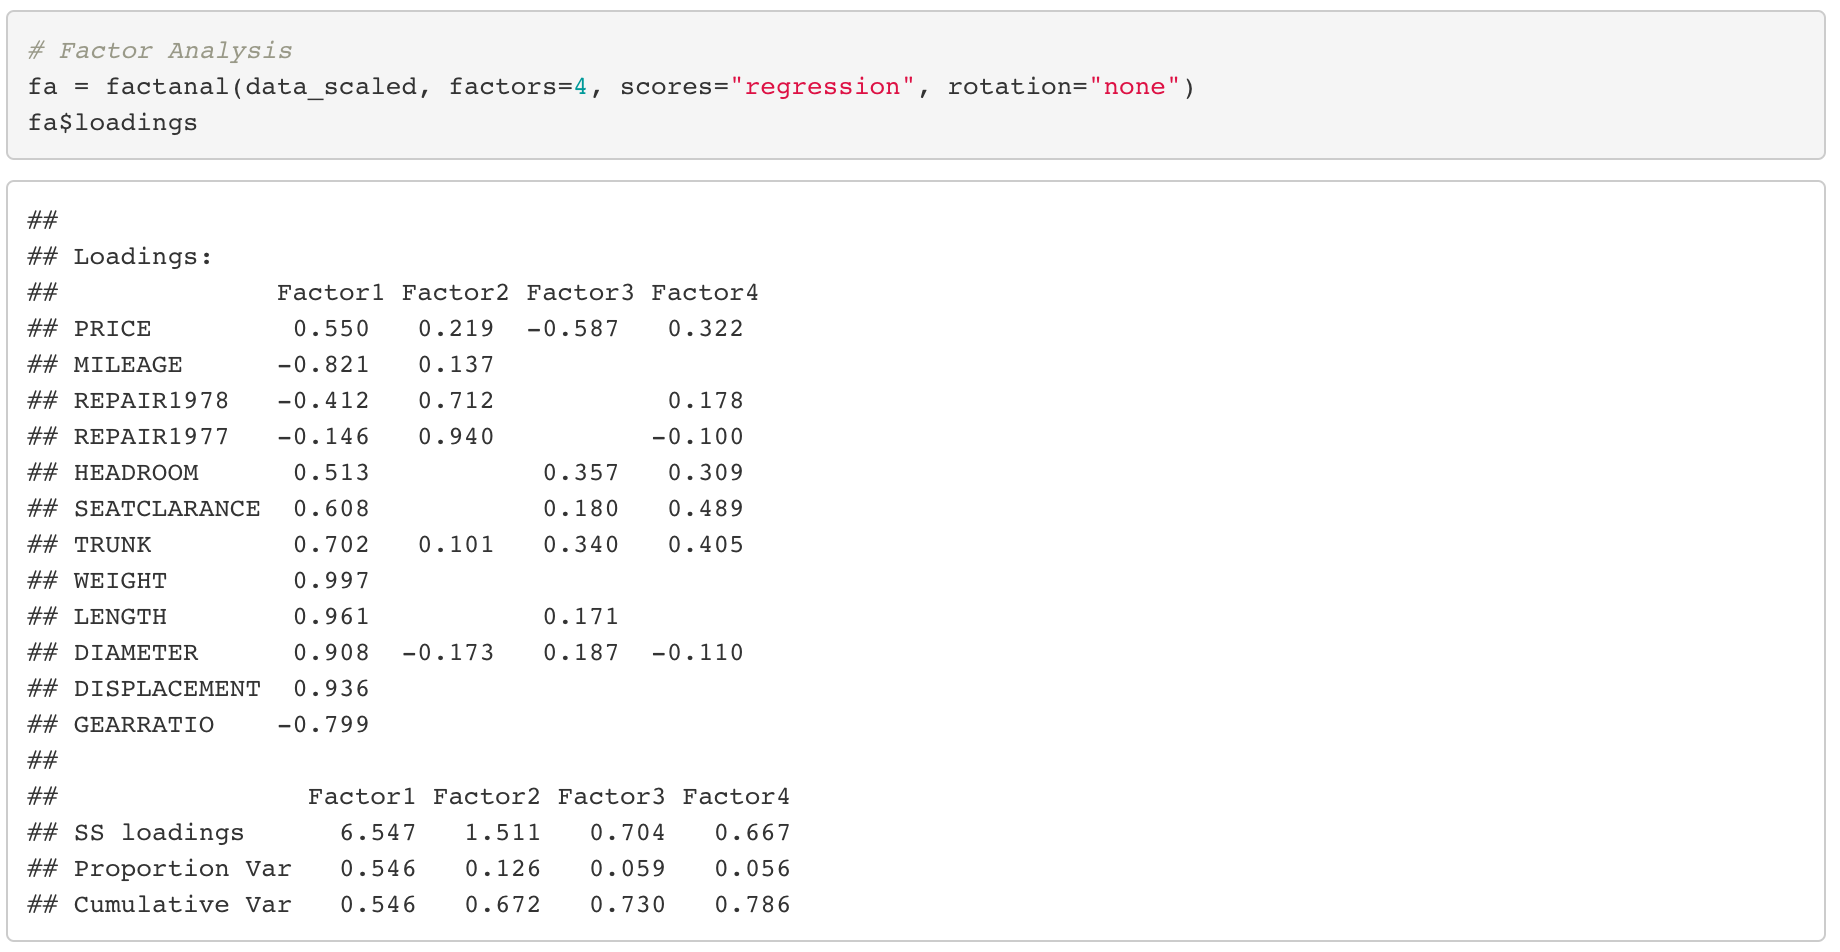 # Factor Analysis
fa = factanal(data_scaled, factors=4, scores="regression", rotation="none")
fa$loadings
##
## Loadings:
##              Factor1 Factor2 Factor3 Factor4
## PRICE         0.550   0.219  -0.587   0.322
## MILEAGE      -0.821   0.137
## REPAIR1978   -0.412   0.712           0.178
## REPAIR1977   -0.146   0.940          -0.100
## HEADROOM      0.513           0.357   0.309
## SEATCLARANCE  0.608           0.180   0.489
## TRUNK         0.702   0.101   0.340   0.405
## WEIGHT        0.997
## LENGTH        0.961           0.171
## DIAMETER      0.908  -0.173   0.187  -0.110
## DISPLACEMENT  0.936
## GEARRATIO    -0.799
##
##                Factor1 Factor2 Factor3 Factor4
## SS loadings      6.547   1.511   0.704   0.667
## Proportion Var   0.546   0.126   0.059   0.056
## Cumulative Var   0.546   0.672   0.730   0.786